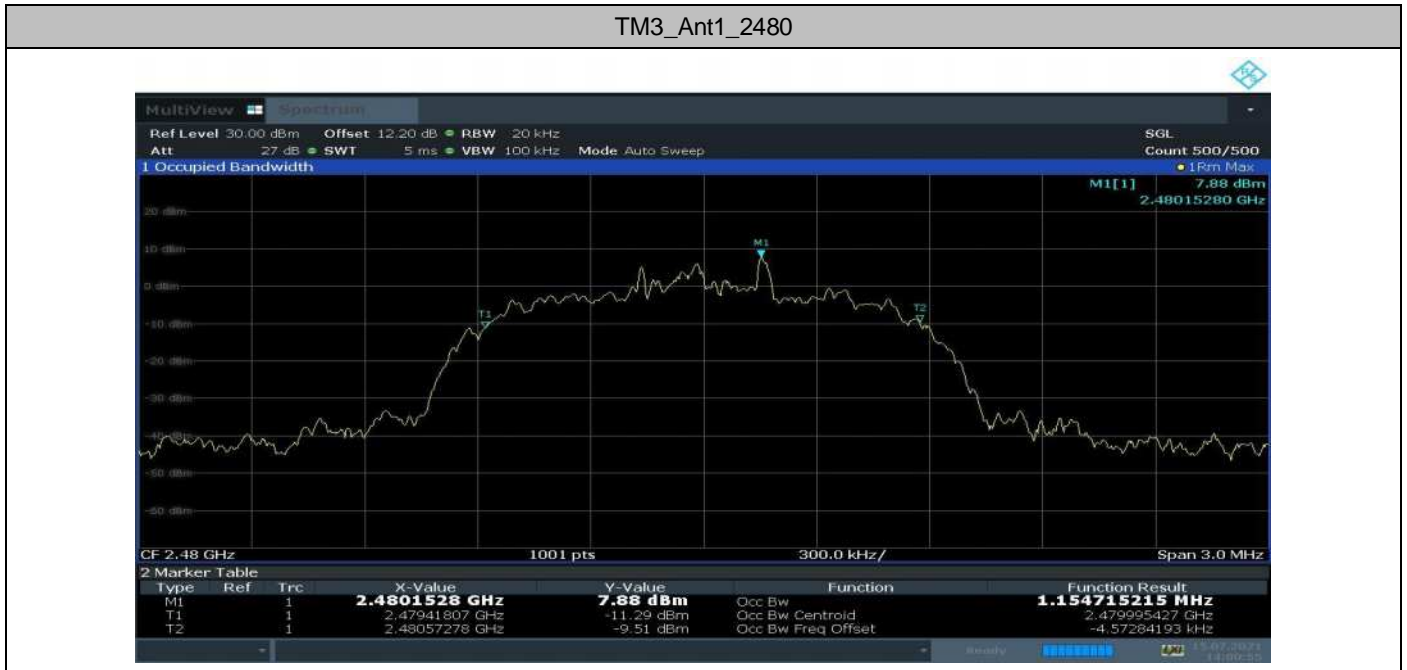 TM3_Ant1_2480
MultiView Spectrum
Ref Level 30.00 dBm Offset 12.20 dB RBW 20 kHz SGL
Att 27 dB SWT 5 ms VBW 100 kHz Mode Auto Sweep Count 500/500
1 Occupied Bandwidth 1Rm Max
M1[1] 7.88 dBm
2.48015280 GHz
20 dBm
10 dBm
M1
0 dBm
T1
T2
-10 dBm
-20 dBm
-30 dBm
-40 dBm
-50 dBm
-60 dBm
CF 2.48 GHz 1001 pts 300.0 kHz/ Span 3.0 MHz
2 Marker Table
Type Ref Trc X-Value Y-Value Function Function Result
M1 1 2.4801528 GHz 7.88 dBm Occ Bw 1.154715215 MHz
T1 1 2.47941807 GHz -11.29 dBm Occ Bw Centroid 2.479995427 GHz
T2 1 2.48057278 GHz -9.51 dBm Occ Bw Freq Offset -4.57284193 kHz
Ready 15.07.2021